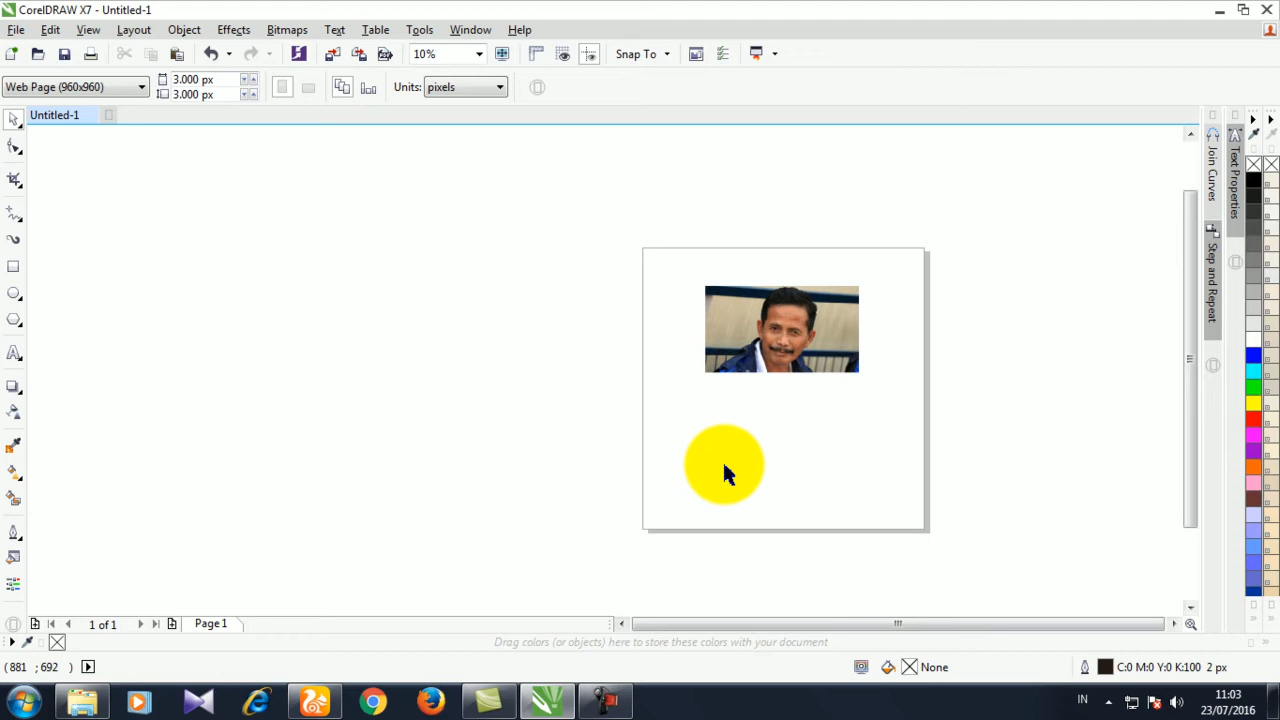 CorelDRAW X7 - Untitled-1
File Edit View Layout Object Effects Bitmaps Text Table Tools Window Help
10% Snap To
Web Page (960x960) 3.000 px 3.000 px Units: pixels
Untitled-1
Join Curves
Step and Repeat
Text Properties
1 of 1 Page 1
Drag colors (or objects) here to store these colors with your document
(881 ;692 ) None C:0 M:0 Y:0 K:100 2 px
IN 11:03
23/07/2016